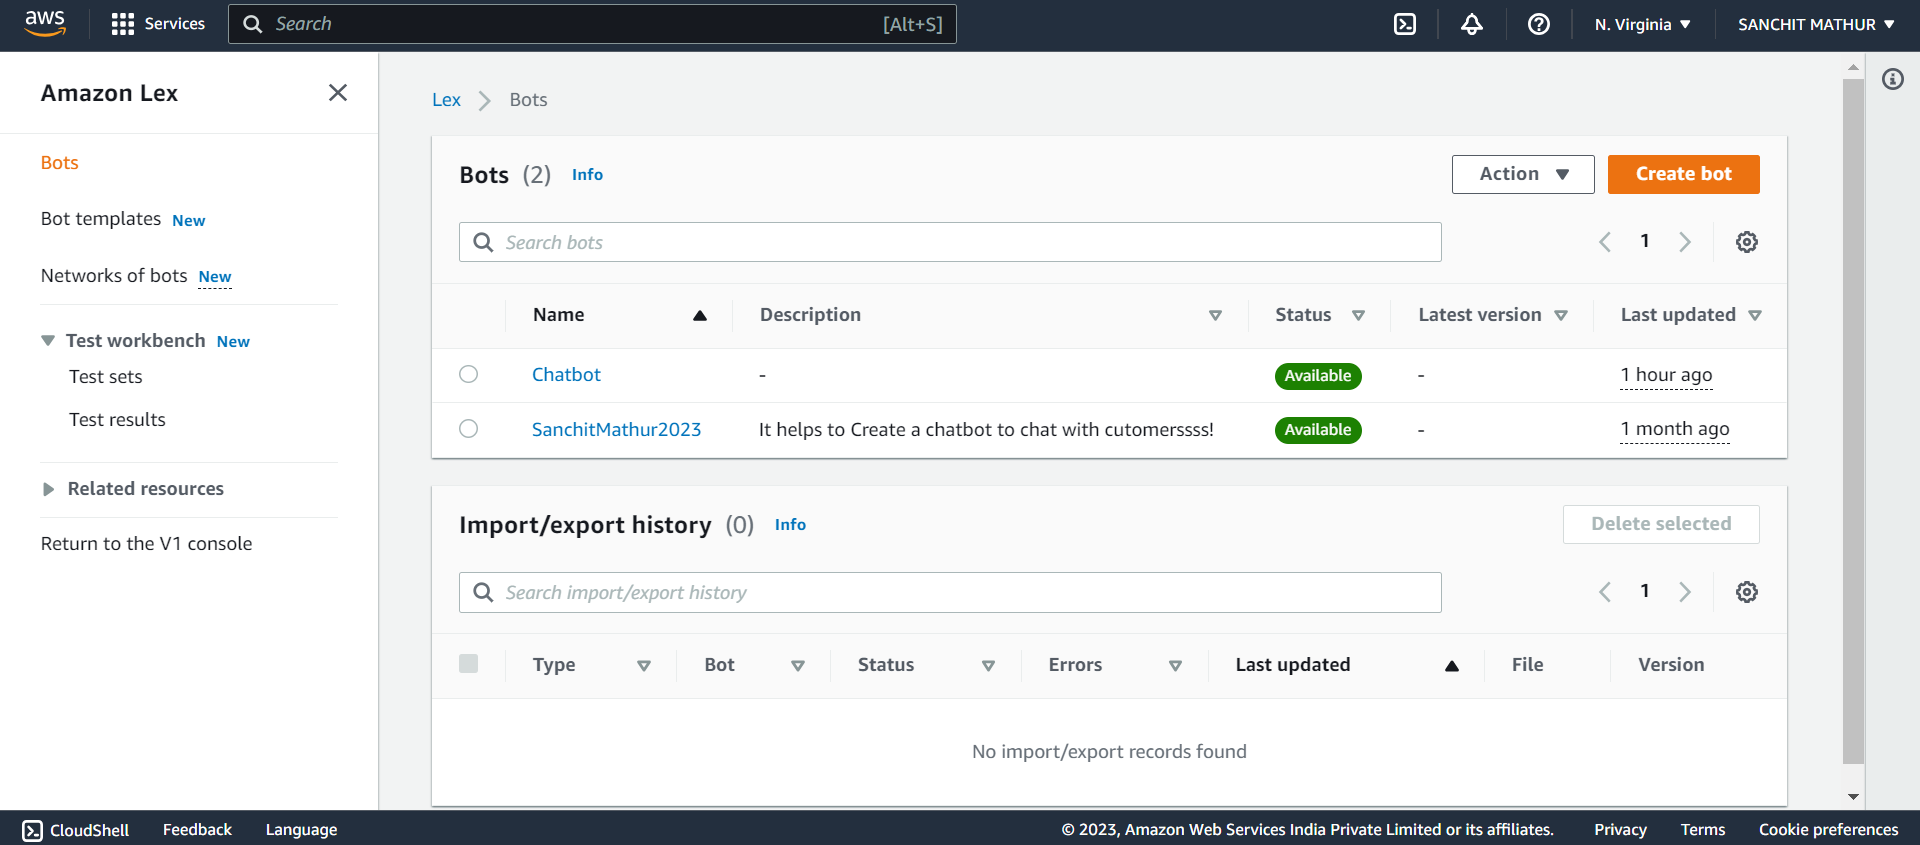 aws Services Search [Alt+S] N. Virginia SANCHIT MATHUR
Amazon Lex
Bots
Bot templates New
Networks of bots New
Test workbench New
Test sets
Test results
Related resources
Return to the V1 console
Lex Bots
Bots (2) Info Action Create bot
Search bots 1
Name Description Status Latest version Last updated
Chatbot - Available - 1 hour ago
SanchitMathur2023 It helps to Create a chatbot to chat with cutomerssss! Available - 1 month ago
Import/export history (0) Info Delete selected
Search import/export history 1
Type Bot Status Errors Last updated File Version
No import/export records found
CloudShell Feedback Language © 2023, Amazon Web Services India Private Limited or its affiliates. Privacy Terms Cookie preferences